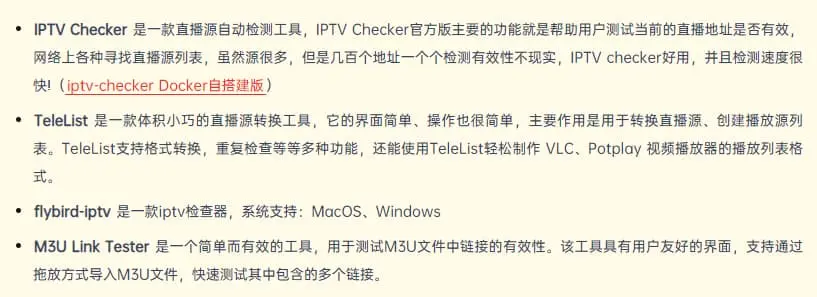 • IPTV Checker 是一款直播源自动检测工具，IPTV Checker官方版主要的功能就是帮助用户测试当前的直播地址是否有效，
网络上各种寻找直播源列表，虽然源很多，但是几百个地址一个个检测有效性不现实，IPTV checker好用，并且检测速度很
快!（iptv-checker Docker自搭建版）
• TeleList 是一款体积小巧的直播源转换工具，它的界面简单、操作也很简单，主要作用是用于转换直播源、创建播放源列
表。TeleList支持格式转换，重复检查等等多种功能，还能使用TeleList轻松制作 VLC、Potplay 视频播放器的播放列表格
式。
• flybird-iptv 是一款iptv检查器，系统支持：MacOS、Windows
• M3U Link Tester 是一个简单而有效的工具，用于测试M3U文件中链接的有效性。该工具具有用户友好的界面，支持通过
拖放方式导入M3U文件，快速测试其中包含的多个链接。